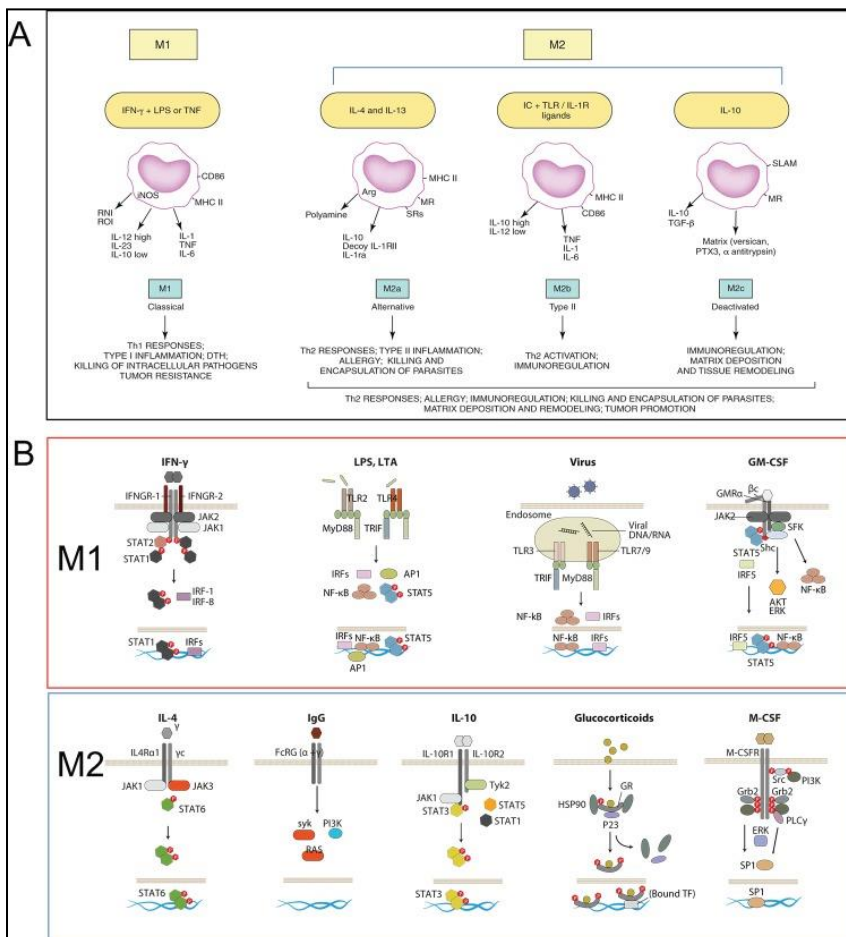 A
M1
M2
IFN-γ + LPS or TNF
IL-4 and IL-13
IC + TLR / IL-1R
ligands
IL-10
iNOS
CD86
MHC II
RNI
ROI
IL-12 high
IL-23
IL-10 low
IL-1
TNF
IL-6
Arg
MHC II
MR
SRs
Polyamine
IL-10
Decoy IL-1RII
IL-1ra
MHC II
CD86
IL-10 high
IL-12 low
TNF
IL-1
IL-6
SLAM
MR
IL-10
TGF-β
Matrix (versican,
PTX3, α antitrypsin)
M1
Classical
M2a
Alternative
M2b
Type II
M2c
Deactivated
Th1 RESPONSES;
TYPE I INFLAMMATION; DTH;
KILLING OF INTRACELLULAR PATHOGENS
TUMOR RESISTANCE
Th2 RESPONSES; TYPE II INFLAMMATION;
ALLERGY; KILLING AND
ENCAPSULATION OF PARASITES
Th2 ACTIVATION;
IMMUNOREGULATION
IMMUNOREGULATION;
MATRIX DEPOSITION
AND TISSUE REMODELING
Th2 RESPONSES; ALLERGY; IMMUNOREGULATION; KILLING AND ENCAPSULATION OF PARASITES;
MATRIX DEPOSITION AND REMODELING; TUMOR PROMOTION
B
M1
IFN-γ
IFNGR-1
IFNGR-2
JAK2
JAK1
STAT2
STAT1
IRF-1
IRF-8
STAT1
IRFs
LPS, LTA
TLR2
TLR4
MyD88
TRIF
IRFs
AP1
NF-κB
STAT5
IRFs
NF-κB
STAT5
AP1
Virus
Endosome
Viral
DNA/RNA
TLR3
TLR7/9
TRIF
MyD88
NF-kB
IRFs
NF-kB
IRFs
GM-CSF
GMRα
βc
JAK2
SFK
STAT5
Shc
IRF5
AKT
ERK
NF-κB
IRF5
NF-κB
STAT5
M2
IL-4
γ
IL4Rα1
γc
JAK1
JAK3
STAT6
STAT6
IgG
FcRG (α + γ)
syk
PI3K
RAS
IL-10
IL-10R1
IL-10R2
JAK1
Tyk2
STAT3
STAT5
STAT1
STAT3
Glucocorticoids
GR
HSP90
P23
(Bound TF)
M-CSF
M-CSFR
Src
PI3K
Grb2
Grb2
PLCγ
ERK
SP1
SP1